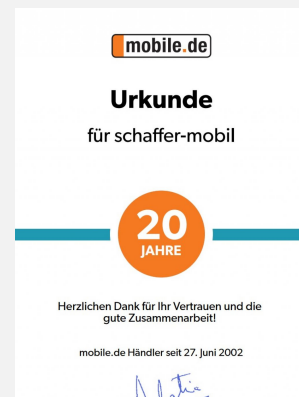 mobile.de
Urkunde
für schaffer-mobil
20
JAHRE
Herzlichen Dank für Ihr Vertrauen und die
gute Zusammenarbeit!
mobile.de Händler seit 27. Juni 2002